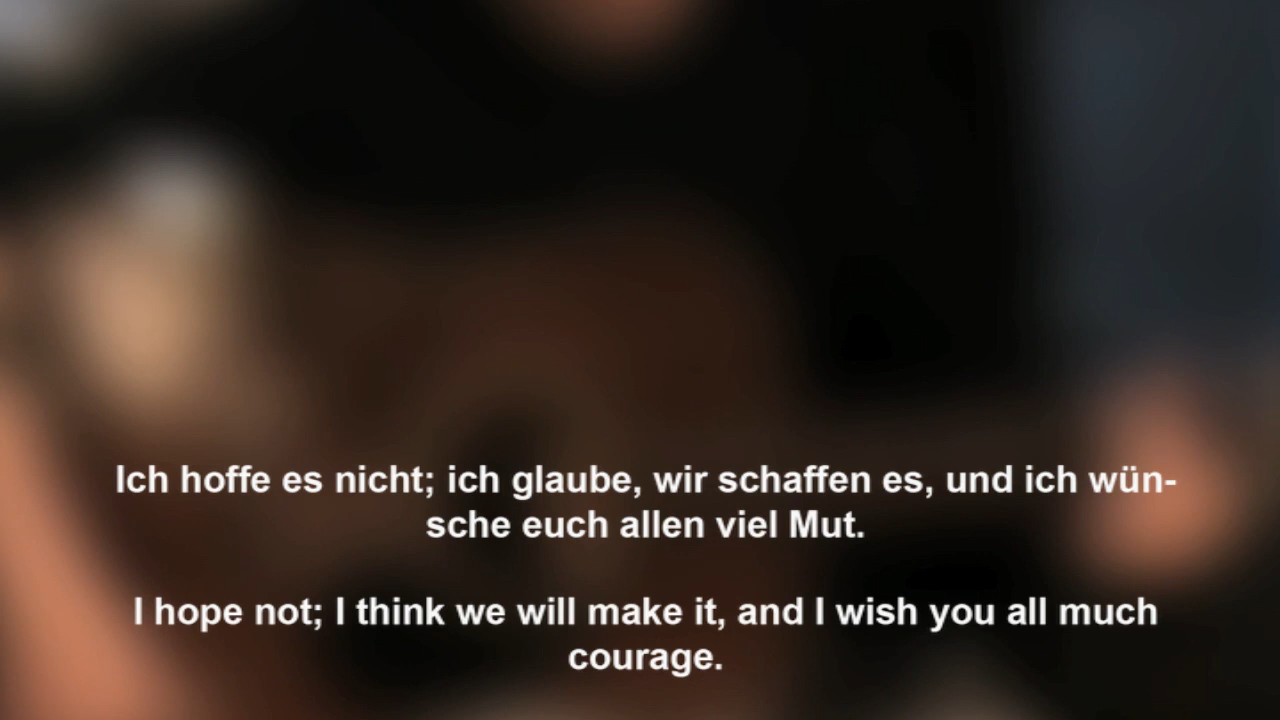 Ich hoffe es nicht; ich glaube, wir schaffen es, und ich wün-
sche euch allen viel Mut.
I hope not; I think we will make it, and I wish you all much
courage.